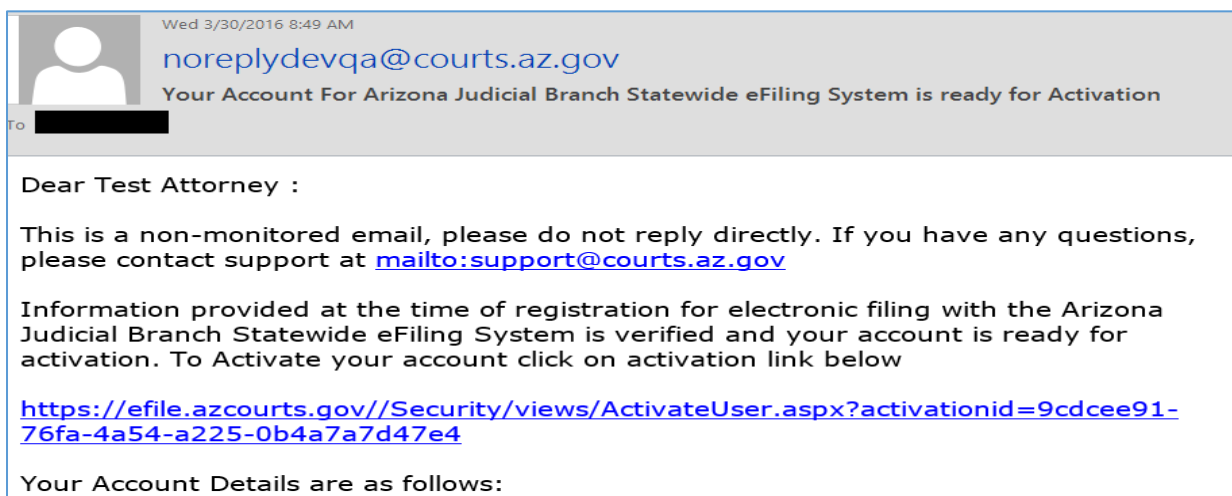 Wed 3/30/2016 8:49 AM
noreplydevqa@courts.az.gov
Your Account For Arizona Judicial Branch Statewide eFiling System is ready for Activation
To
Dear Test Attorney :
This is a non-monitored email, please do not reply directly. If you have any questions,
please contact support at mailto:support@courts.az.gov
Information provided at the time of registration for electronic filing with the Arizona
Judicial Branch Statewide eFiling System is verified and your account is ready for
activation. To Activate your account click on activation link below
https://efile.azcourts.gov//Security/views/ActivateUser.aspx?activationid=9cdcee91-
76fa-4a54-a225-0b4a7a7d47e4
Your Account Details are as follows: